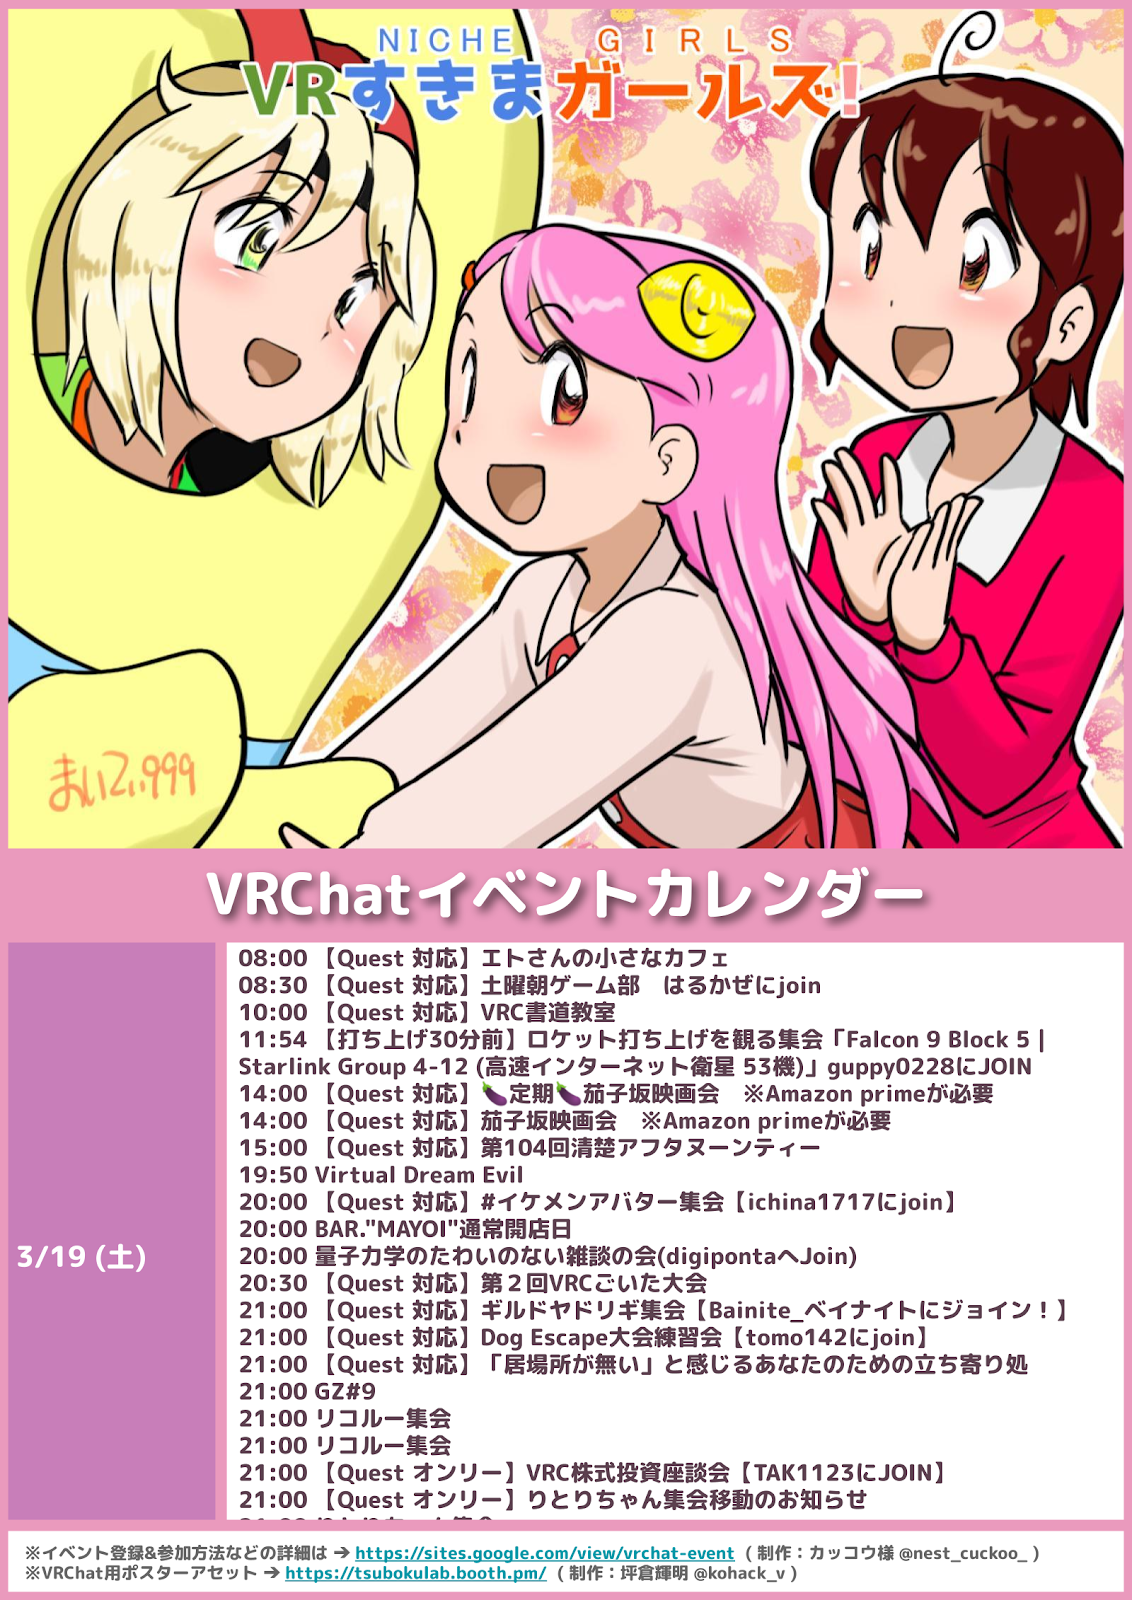 NICHE GIRLS
VRすきまガールズ!
まいてぃ999
VRChatイベントカレンダー
3/19 (土)
08:00 【Quest 対応】エトさんの小さなカフェ
08:30 【Quest 対応】土曜朝ゲーム部　はるかぜにjoin
10:00 【Quest 対応】VRC書道教室
11:54 【打ち上げ30分前】ロケット打ち上げを観る集会「Falcon 9 Block 5 |
Starlink Group 4-12 (高速インターネット衛星 53機)」guppy0228にJOIN
14:00 【Quest 対応】🍆定期🍆茄子坂映画会　※Amazon primeが必要
14:00 【Quest 対応】茄子坂映画会　※Amazon primeが必要
15:00 【Quest 対応】第104回清楚アフタヌーンティー
19:50 Virtual Dream Evil
20:00 【Quest 対応】#イケメンアバター集会【ichina1717にjoin】
20:00 BAR."MAYOI"通常開店日
20:00 量子力学のたわいのない雑談の会(digipontaへJoin)
20:30 【Quest 対応】第２回VRCごいた大会
21:00 【Quest 対応】ギルドヤドリギ集会【Bainite_ベイナイトにジョイン！】
21:00 【Quest 対応】Dog Escape大会練習会【tomo142にjoin】
21:00 【Quest 対応】「居場所が無い」と感じるあなたのための立ち寄り処
21:00 GZ#9
21:00 リコルー集会
21:00 リコルー集会
21:00 【Quest オンリー】VRC株式投資座談会【TAK1123にJOIN】
21:00 【Quest オンリー】りとりちゃん集会移動のお知らせ
※イベント登録&参加方法などの詳細は ➔ https://sites.google.com/view/vrchat-event ( 制作：カッコウ様 @nest_cuckoo_ )
※VRChat用ポスターアセット ➔ https://tsubokulab.booth.pm/ ( 制作：坪倉輝明 @kohack_v )